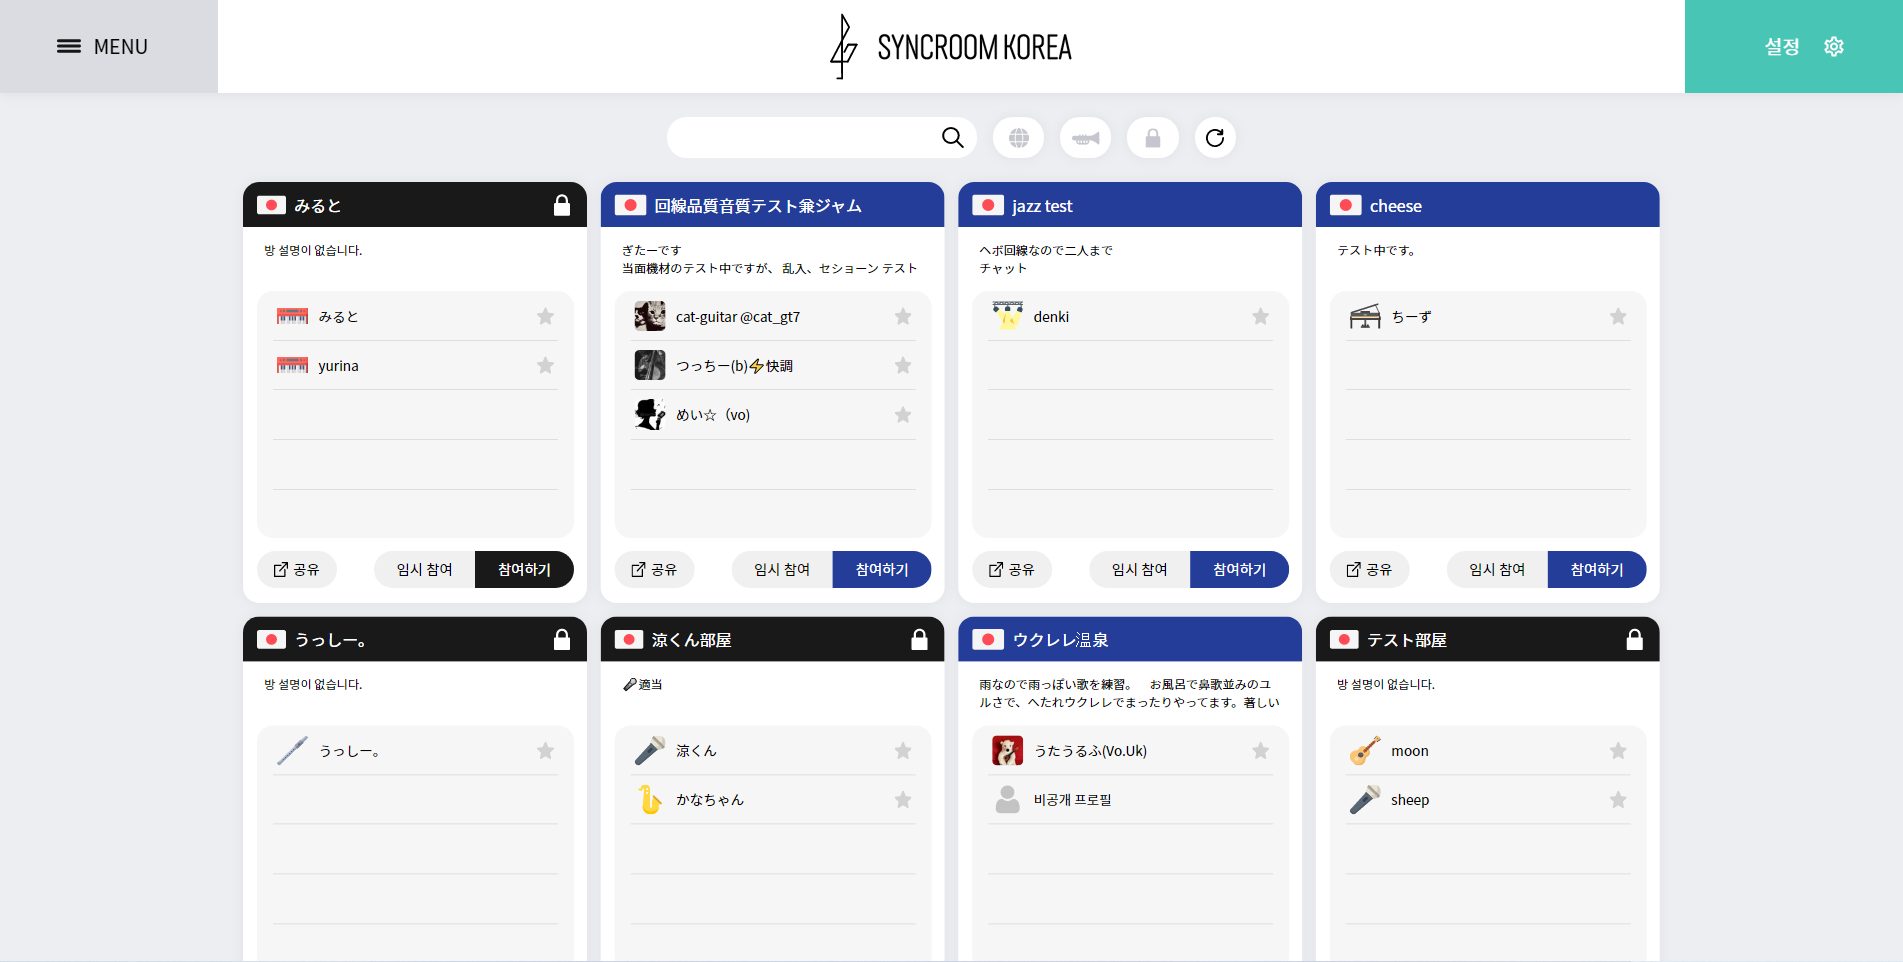 MENU
SYNCROOM KOREA
설정
みると
방 설명이 없습니다.
みると
yurina
공유
임시 참여
참여하기
回線品質音質テスト兼ジャム
ぎたーです
当面機材のテスト中ですが、 乱入、セショーン テスト
cat-guitar @cat_gt7
つっちー(b)⚡快調
めい☆（vo)
공유
임시 참여
참여하기
jazz test
ヘボ回線なので二人まで
チャット
denki
공유
임시 참여
참여하기
cheese
テスト中です。
ちーず
공유
임시 참여
참여하기
うっしー。
방 설명이 없습니다.
うっしー。
涼くん部屋
🎤適当
涼くん
かなちゃん
ウクレレ温泉
雨なので雨っぽい歌を練習。　お風呂で鼻歌並みのユ
ルさで、へたれウクレレでまったりやってます。著しい
うたうるふ(Vo.Uk)
비공개 프로필
テスト部屋
방 설명이 없습니다.
moon
sheep